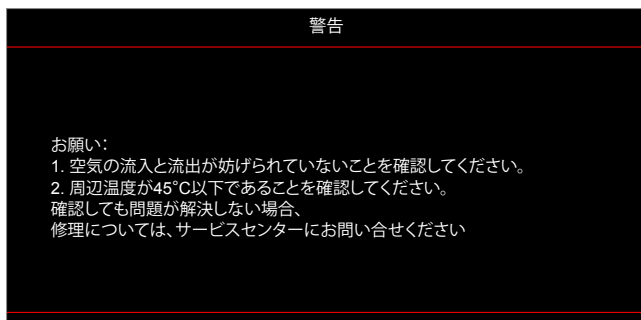 警告
お願い:
1. 空気の流入と流出が妨げられていないことを確認してください。
2. 周辺温度が45°C以下であることを確認してください。
確認しても問題が解決しない場合、
修理については、サービスセンターにお問い合せください